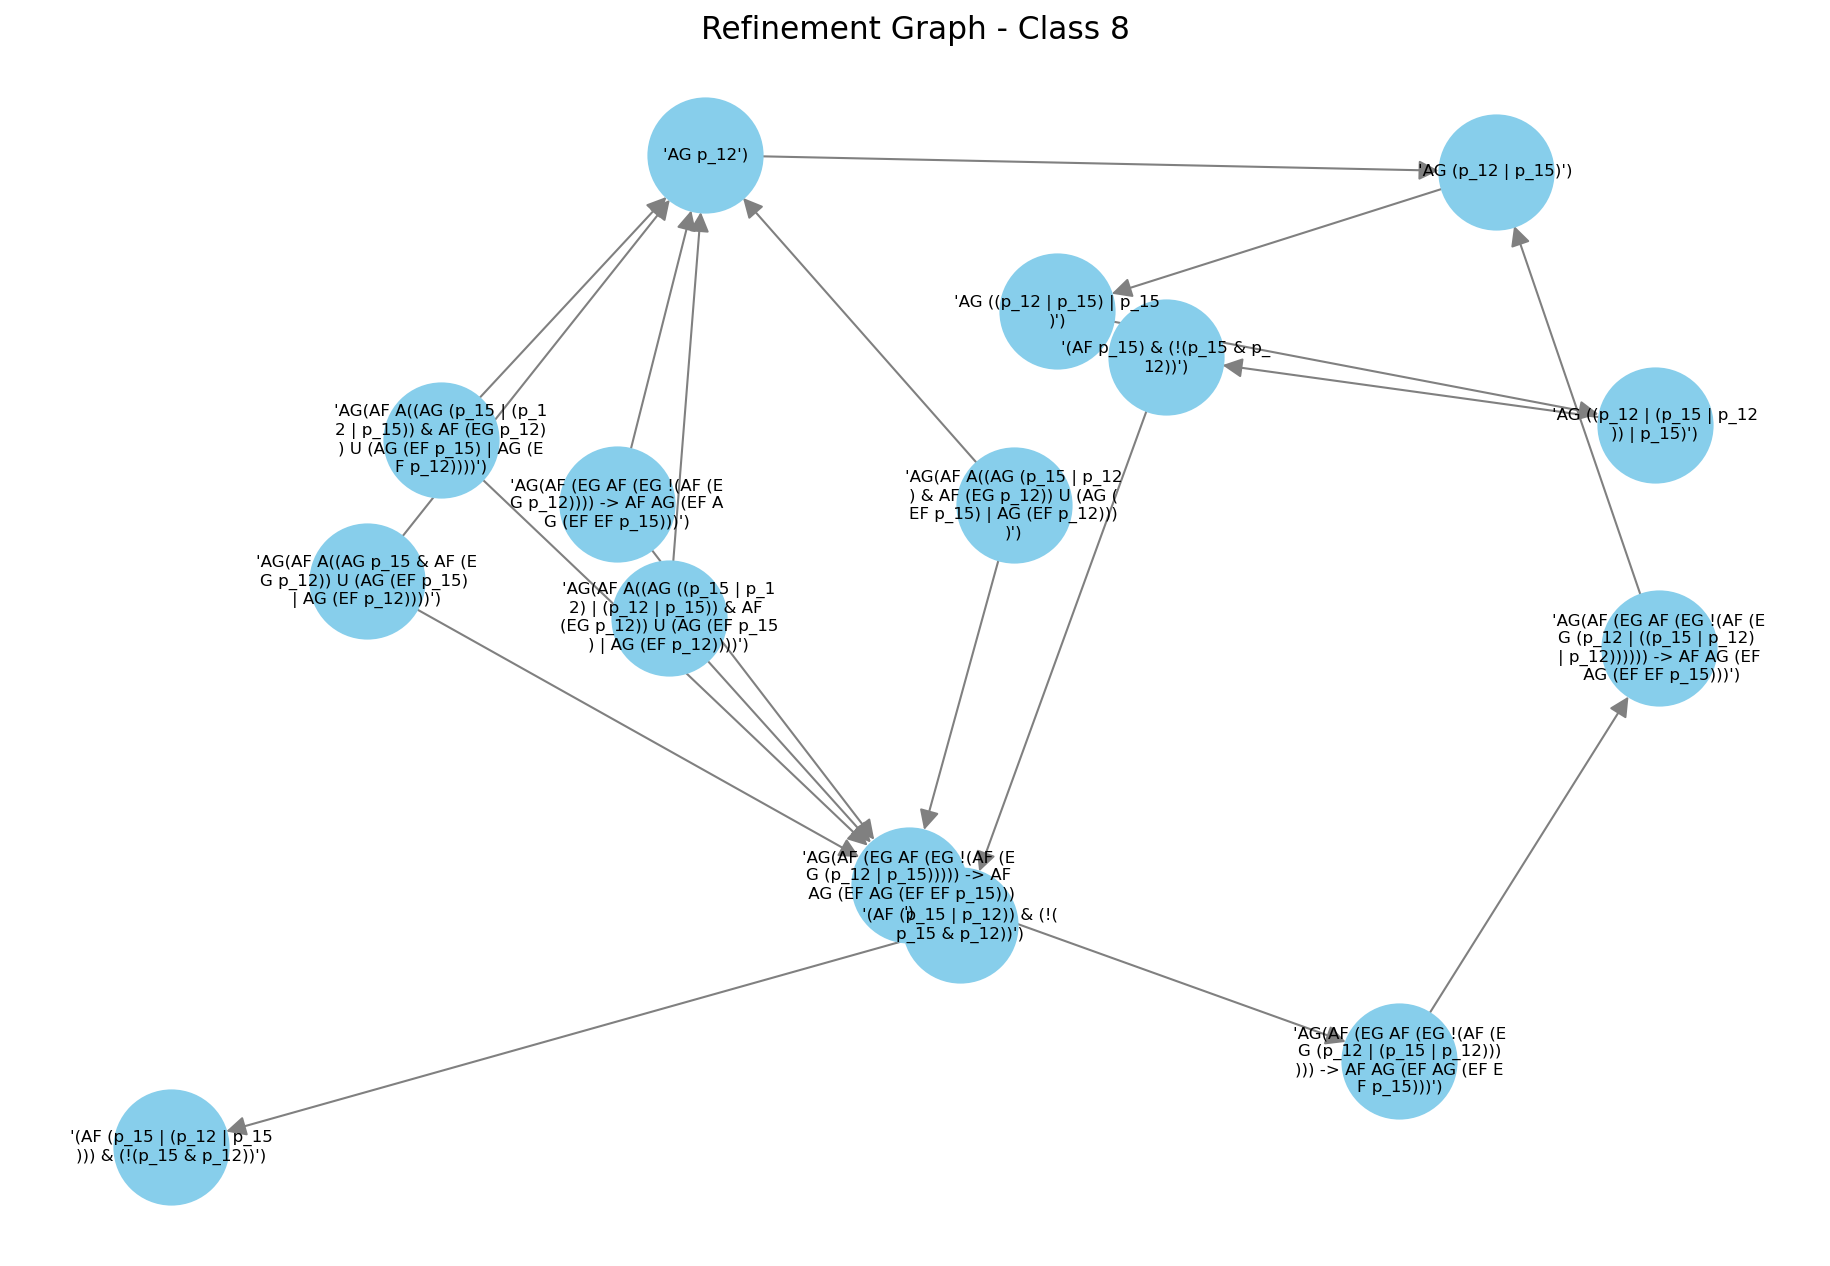 Refinement Graph - Class 8
'AG p_12')
'AG (p_12 | p_15)')
'AG ((p_12 | p_15) | p_15
)')
'(AF p_15) & (!(p_15 & p_
12))')
'AG ((p_12 | (p_15 | p_12
)) | p_15)')
'AG(AF A((AG (p_15 | (p_1
2 | p_15)) & AF (EG p_12)
) U (AG (EF p_15) | AG (E
F p_12))))')
'AG(AF (EG AF (EG !(AF (E
G p_12)))) -> AF AG (EF A
G (EF EF p_15)))')
'AG(AF A((AG (p_15 | p_12
) & AF (EG p_12)) U (AG (
EF p_15) | AG (EF p_12)))
)')
'AG(AF A((AG p_15 & AF (E
G p_12)) U (AG (EF p_15)
| AG (EF p_12))))')
'AG(AF A((AG ((p_15 | p_1
2) | (p_12 | p_15)) & AF
(EG p_12)) U (AG (EF p_15
) | AG (EF p_12))))')
'AG(AF (EG AF (EG !(AF (E
G (p_12 | ((p_15 | p_12)
| p_12)))))) -> AF AG (EF
AG (EF EF p_15)))')
'AG(AF (EG AF (EG !(AF (E
G (p_12 | p_15))))) -> AF
AG (EF AG (EF EF p_15)))
')
'(AF (p_15 | p_12)) & (!(
p_15 & p_12))')
'AG(AF (EG AF (EG !(AF (E
G (p_12 | (p_15 | p_12)))
))) -> AF AG (EF AG (EF E
F p_15)))')
'(AF (p_15 | (p_12 | p_15
))) & (!(p_15 & p_12))')